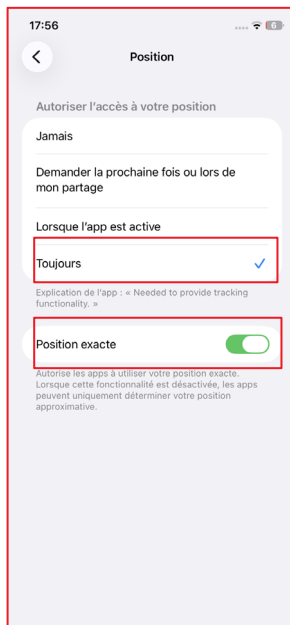 17:56
6
Position
Autoriser l'accès à votre position
Jamais
Demander la prochaine fois ou lors de
mon partage
Lorsque l'app est active
Toujours
Explication de l'app : « Needed to provide tracking
functionality. »
Position exacte
Autorise les apps à utiliser votre position exacte.
Lorsque cette fonctionnalité est désactivée, les apps
peuvent uniquement déterminer votre position
approximative.